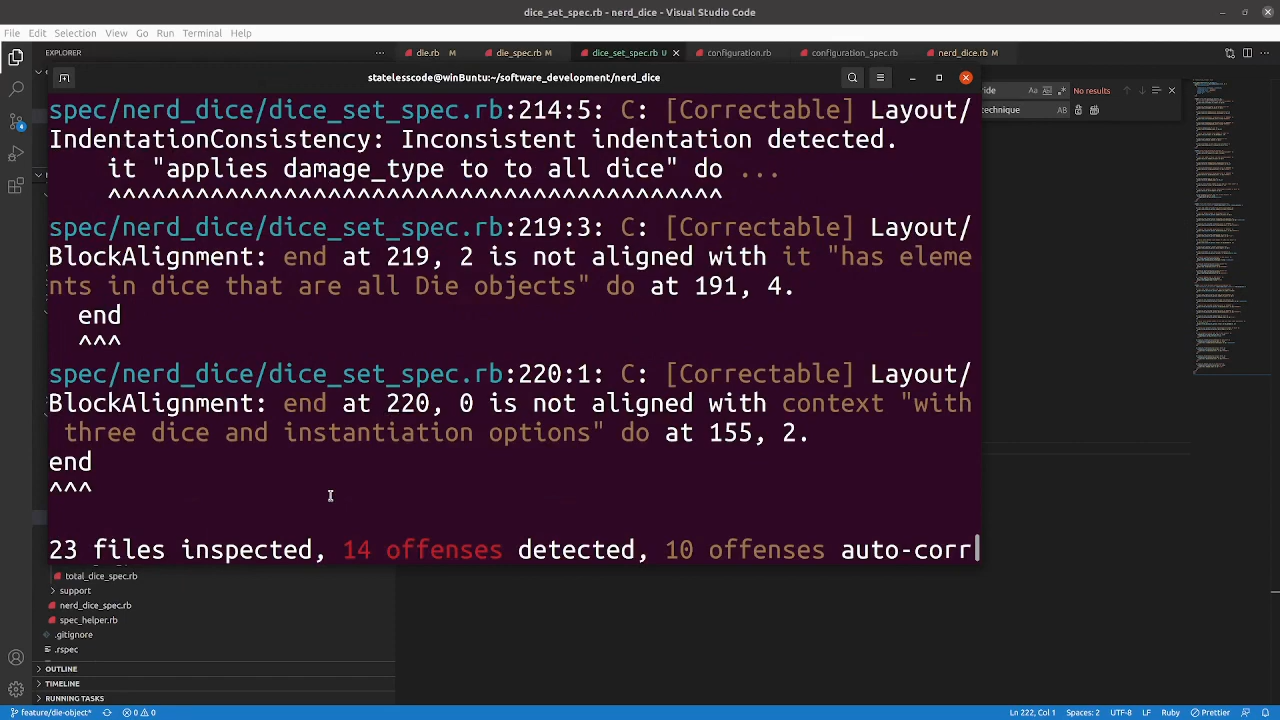 dice_set_spec.rb - nerd_dice - Visual Studio Code
File Edit Selection View Go Run Terminal Help
EXPLORER
die.rb M
die_spec.rb M
dice_set_spec.rb U
configuration.rb
configuration_spec.rb
nerd_dice.rb M
statelesscode@winBuntu:~/software_development/nerd_dice
No results
technique
spec/nerd_dice/dice_set_spec.rb:214:5: C: [Correctable] Layout/
IndentationConsistency: Inconsistent indentation detected.
it "applies damage_type to all dice" do ...
^^^^^^^^^^^^^^^^^^^^^^^^^^^^^^^^^^^^^^^^^^
spec/nerd_dice/dice_set_spec.rb:219:3: C: [Correctable] Layout/
BlockAlignment: end at 219, 2 is not aligned with it "has eleme
nts in dice that are all Die objects" do at 191, 4.
end
^^^
spec/nerd_dice/dice_set_spec.rb:220:1: C: [Correctable] Layout/
BlockAlignment: end at 220, 0 is not aligned with context "with
three dice and instantiation options" do at 155, 2.
end
^^^
23 files inspected, 14 offenses detected, 10 offenses auto-corr
total_dice_spec.rb
support
nerd_dice_spec.rb
spec_helper.rb
.gitignore
.rspec
OUTLINE
TIMELINE
RUNNING TASKS
feature/die-object* 0 0 Ln 222, Col 1 Spaces: 2 UTF-8 LF Ruby Prettier